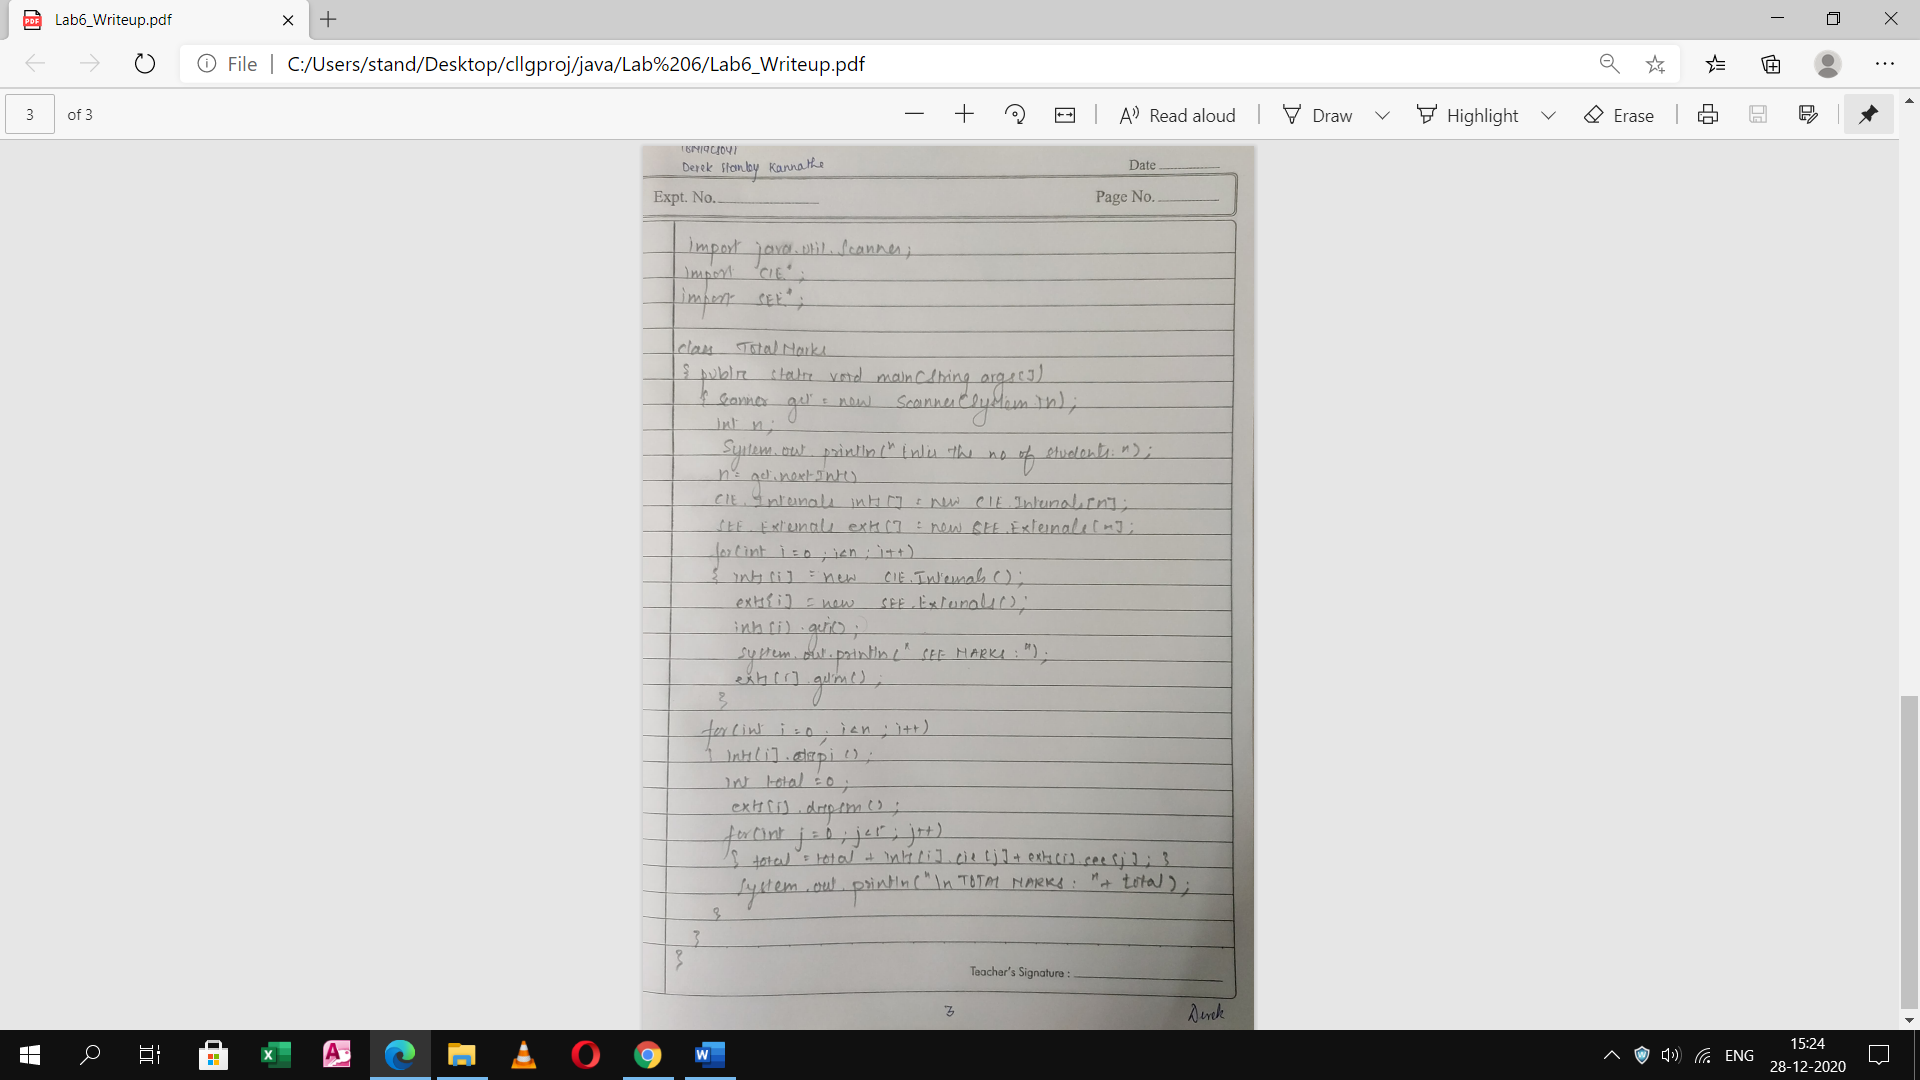 Lab6_Writeup.pdf
File C:/Users/stand/Desktop/cllgproj/java/Lab%206/Lab6_Writeup.pdf
3 of 3 Read aloud Draw Highlight Erase
Derek Stanley Kannathe
Date
Expt. No. Page No.
import java.util.Scanner;
import CIE.*;
import SEE.*;
class TotalMarks
{ public static void main(String args[])
{ Scanner get = new Scanner(System.in);
int n;
System.out.println("Enter the no of students: ");
n = get.nextInt()
CIE.Internals ints[] = new CIE.Internals[n];
SEE.Externals exts[] = new SEE.Externals[n];
for(int i=0; i<n; i++)
{ ints[i] = new CIE.Internals();
exts[i] = new SEE.Externals();
ints[i].geti();
System.out.println(" SEE MARKS : ");
exts[i].getm();
}
for(int i=0; i<n; i++)
{ ints[i].dispi();
int total =0;
exts[i].dispm();
for(int j=0; j<5; j++)
{ total = total + ints[i].cie[j]+exts[i].see[j]; }
System.out.println("\n TOTAL MARKS : "+ total);
}
}
}
Teacher's Signature :
3 Derek
ENG
15:24
28-12-2020